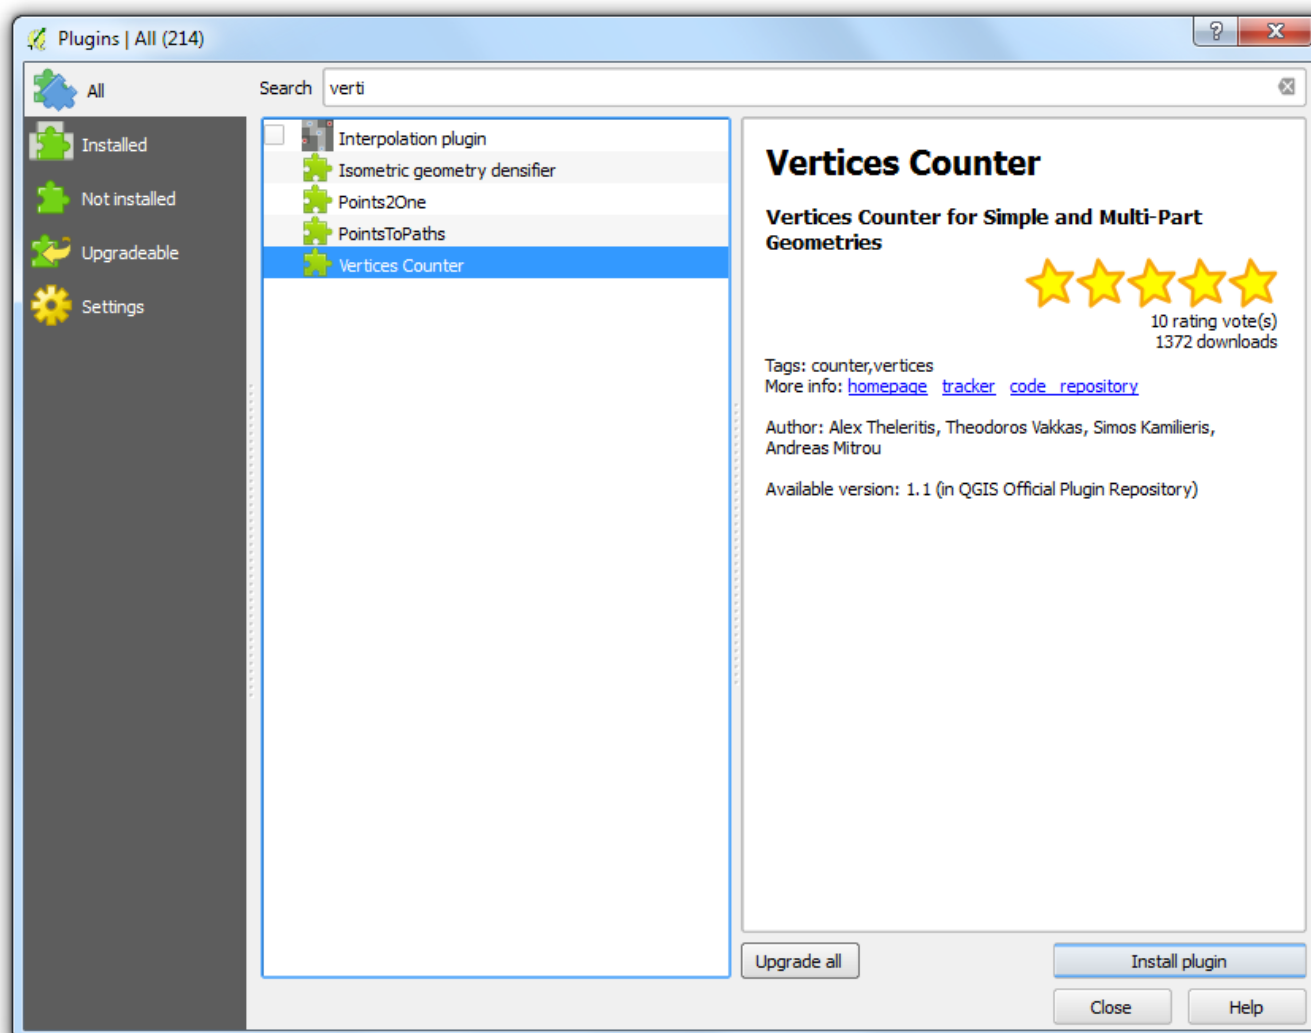 Plugins | All (214)
?
x
All
Installed
Not installed
Upgradeable
Settings
Search verti
Interpolation plugin
Isometric geometry densifier
Points2One
PointsToPaths
Vertices Counter
Vertices Counter
Vertices Counter for Simple and Multi-Part
Geometries
10 rating vote(s)
1372 downloads
Tags: counter,vertices
More info: homepage tracker code_repository
Author: Alex Theleritis, Theodoros Vakkas, Simos Kamilieris,
Andreas Mitrou
Available version: 1.1 (in QGIS Official Plugin Repository)
Upgrade all
Install plugin
Close
Help